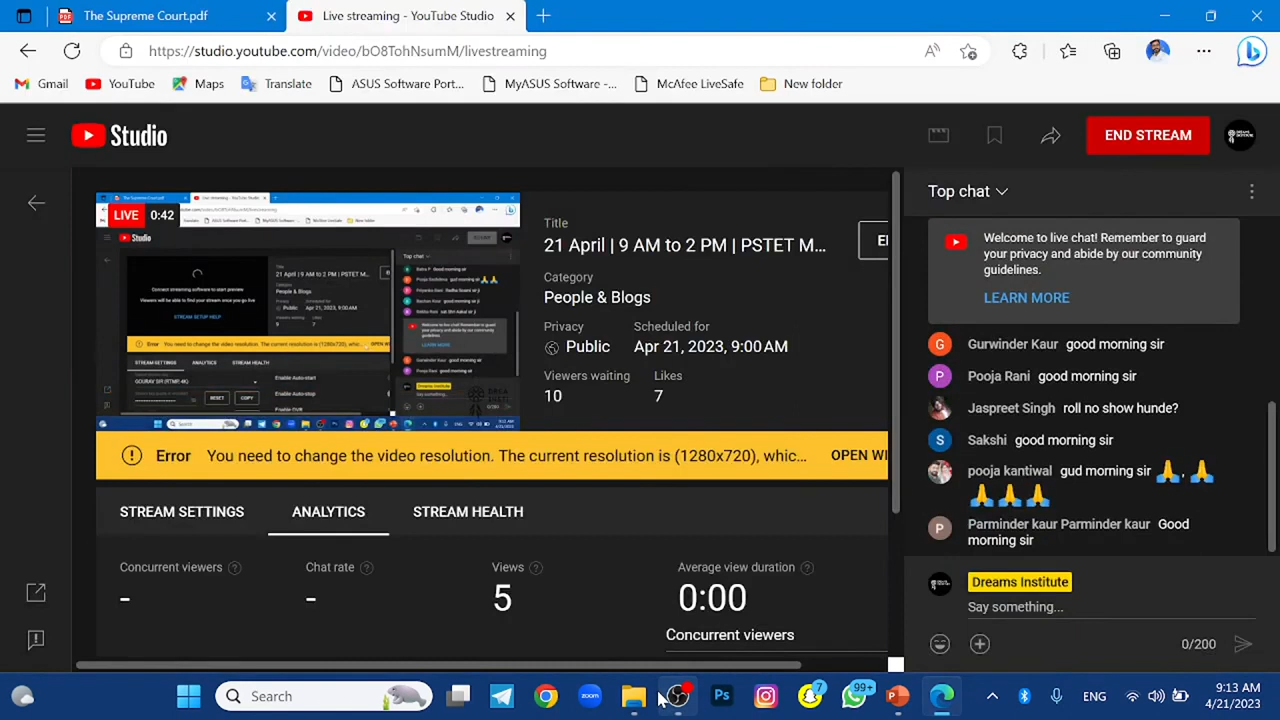 The Supreme Court.pdf
Live streaming - YouTube Studio
https://studio.youtube.com/video/bO8TohNsumM/livestreaming
Gmail
YouTube
Maps
Translate
ASUS Software Port...
MyASUS Software -...
McAfee LiveSafe
New folder
Studio
END STREAM
Top chat
LIVE 0:42
Title
21 April | 9 AM to 2 PM | PSTET M...
Category
People & Blogs
Privacy
Public
Scheduled for
Apr 21, 2023, 9:00 AM
Viewers waiting
10
Likes
7
Error You need to change the video resolution. The current resolution is (1280x720), whic...
OPEN WI
STREAM SETTINGS
ANALYTICS
STREAM HEALTH
Concurrent viewers
-
Chat rate
-
Views
5
Average view duration
0:00
Concurrent viewers
Welcome to live chat! Remember to guard
your privacy and abide by our community
guidelines.
LEARN MORE
Gurwinder Kaur good morning sir
Pooja Rani good morning sir
Jaspreet Singh roll no show hunde?
Sakshi good morning sir
pooja kantiwal gud morning sir 🙏, 🙏
🙏🙏🙏
Parminder kaur Parminder kaur Good
morning sir
Dreams Institute
Say something...
0/200
Search
zoom
Ps
7
99+
ENG
9:13 AM
4/21/2023